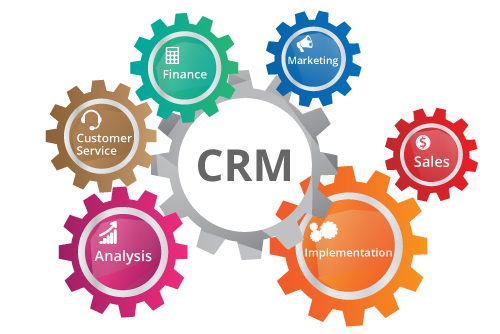 Finance
Marketing
Customer
Service
CRM
$
Sales
Analysis
Implementation